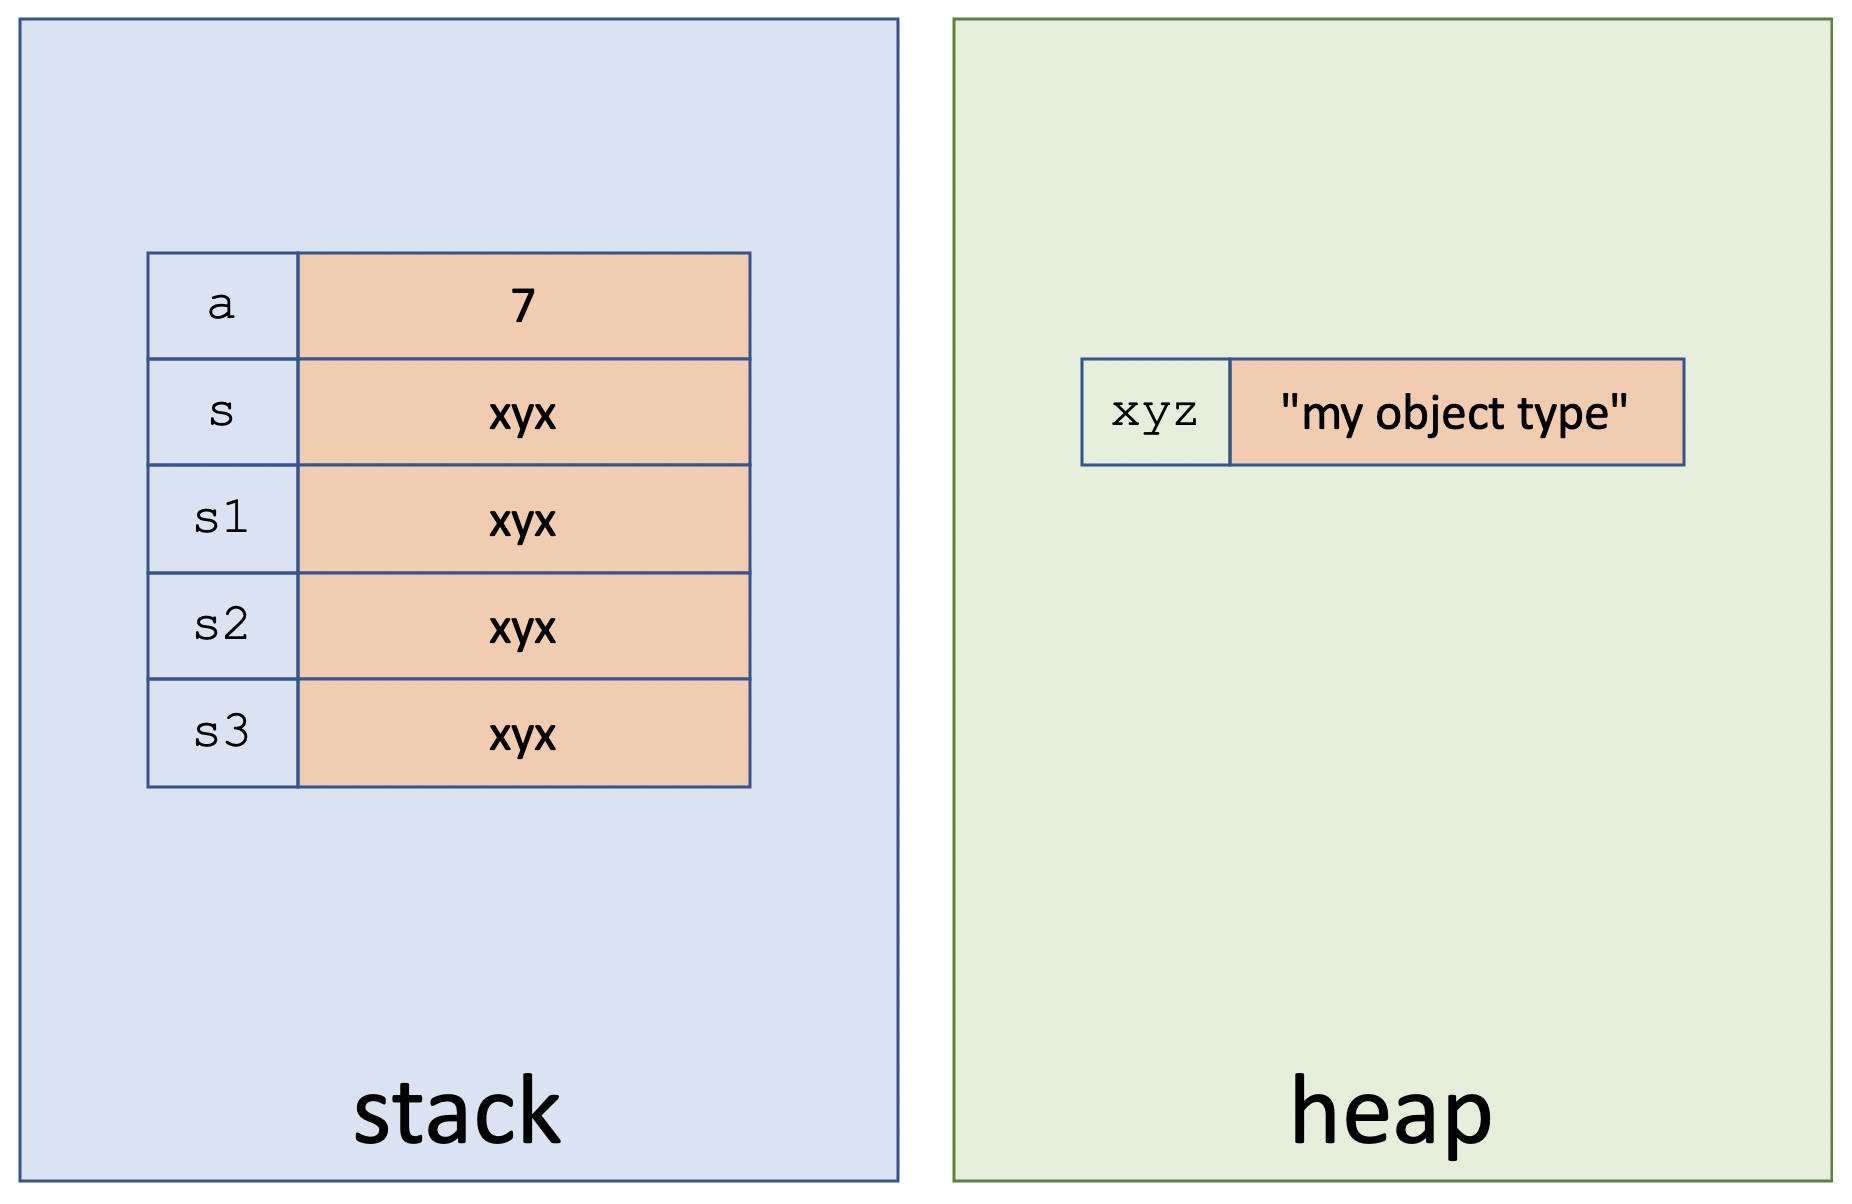 a 7
s xyx
s1 xyx
s2 xyx
s3 xyx
stack
xyz "my object type"
heap